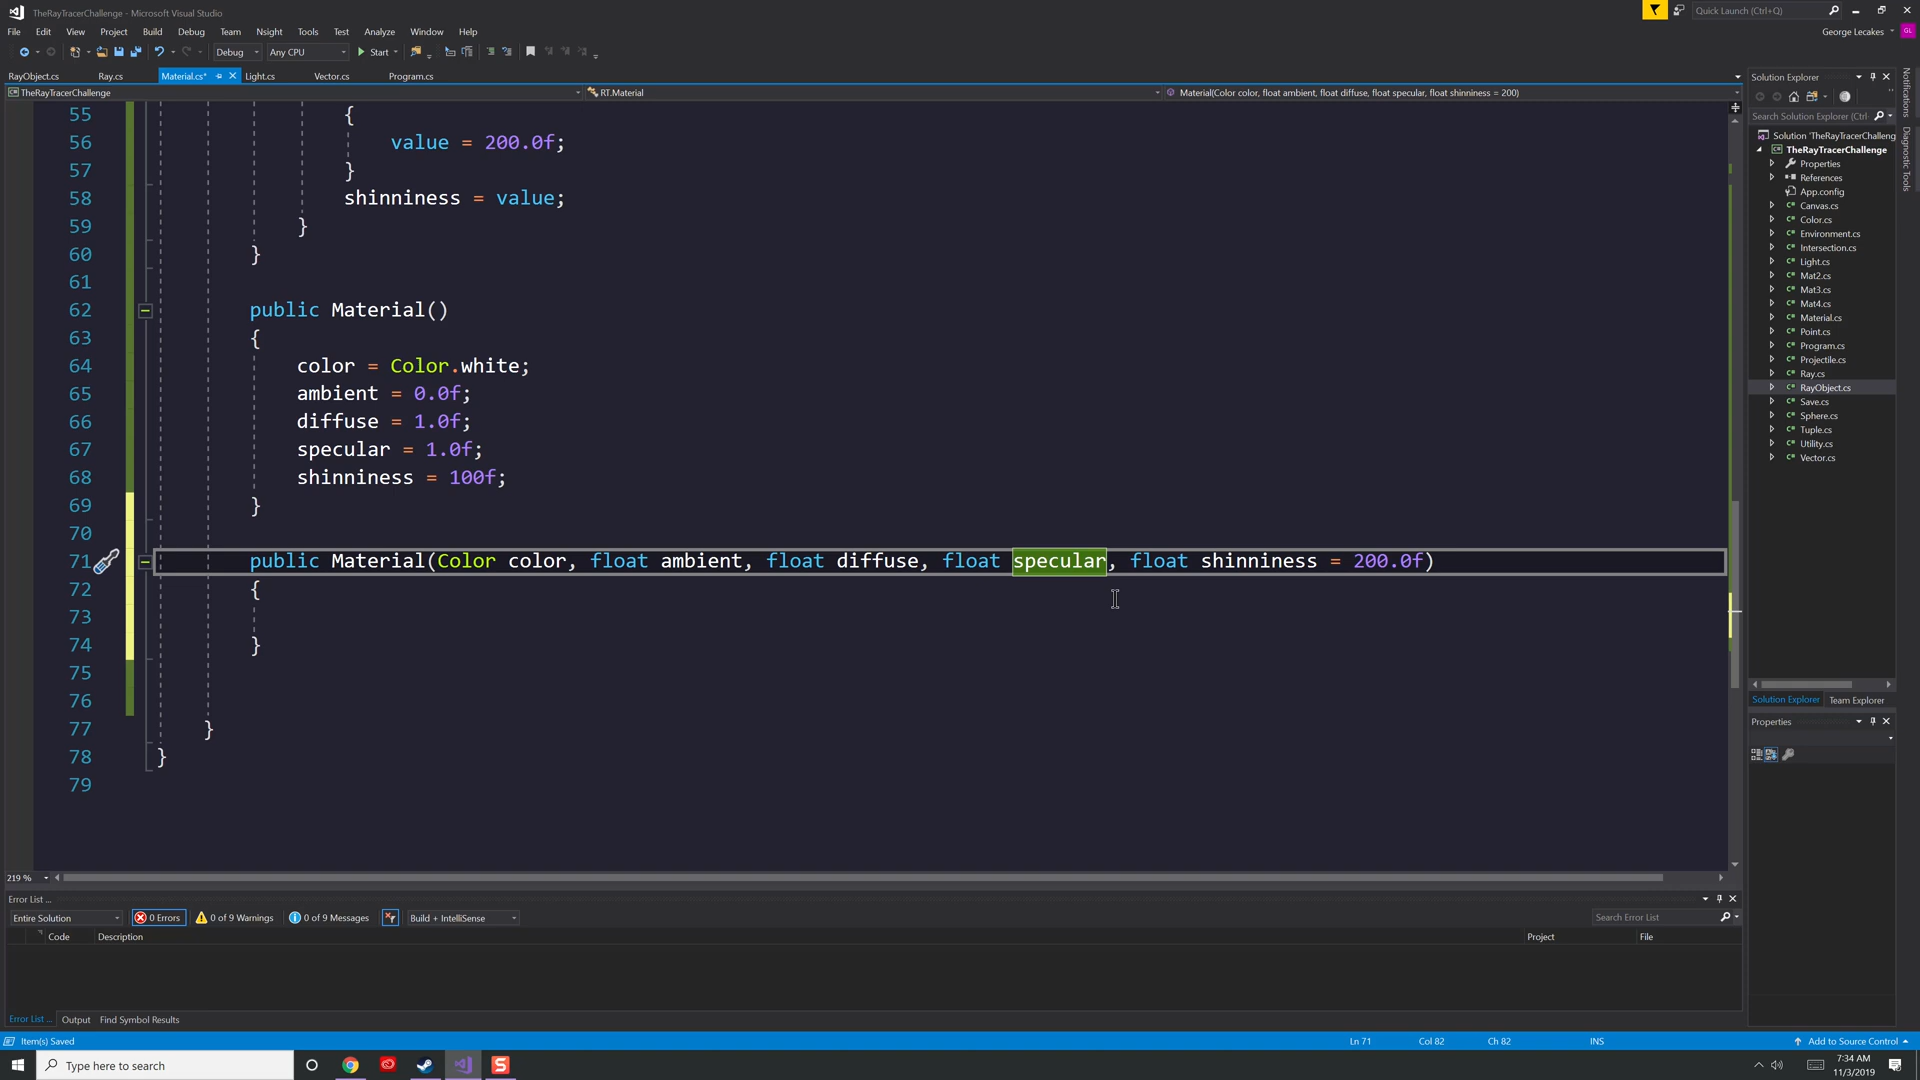 TheRayTracerChallenge - Microsoft Visual Studio
Quick Launch (Ctrl+Q)
File Edit View Project Build Debug Team Nsight Tools Test Analyze Window Help
George Lecakes
GL
Debug Any CPU Start
RayObject.cs Ray.cs Material.cs* Light.cs Vector.cs Program.cs
TheRayTracerChallenge RT.Material Material(Color color, float ambient, float diffuse, float specular, float shinniness = 200)
55 {
56 value = 200.0f;
57 }
58 shinniness = value;
59 }
60 }
61
62 public Material()
63 {
64 color = Color.white;
65 ambient = 0.0f;
66 diffuse = 1.0f;
67 specular = 1.0f;
68 shinniness = 100f;
69 }
70
71 public Material(Color color, float ambient, float diffuse, float specular, float shinniness = 200.0f)
72 {
73
74 }
75
76
77 }
78 }
79
219 %
Solution Explorer
Search Solution Explorer (Ctrl
Solution 'TheRayTracerChalleng
TheRayTracerChallenge
Properties
References
App.config
Canvas.cs
Color.cs
Environment.cs
Intersection.cs
Light.cs
Mat2.cs
Mat3.cs
Mat4.cs
Material.cs
Point.cs
Program.cs
Projectile.cs
Ray.cs
RayObject.cs
Save.cs
Sphere.cs
Tuple.cs
Utility.cs
Vector.cs
Solution Explorer Team Explorer
Properties
Notifications
Diagnostic Tools
Error List ...
Entire Solution 0 Errors 0 of 9 Warnings 0 of 9 Messages Build + IntelliSense
Search Error List
Code Description Project File
Error List ... Output Find Symbol Results
Item(s) Saved Ln 71 Col 82 Ch 82 INS Add to Source Control
Type here to search
7:34 AM
11/3/2019